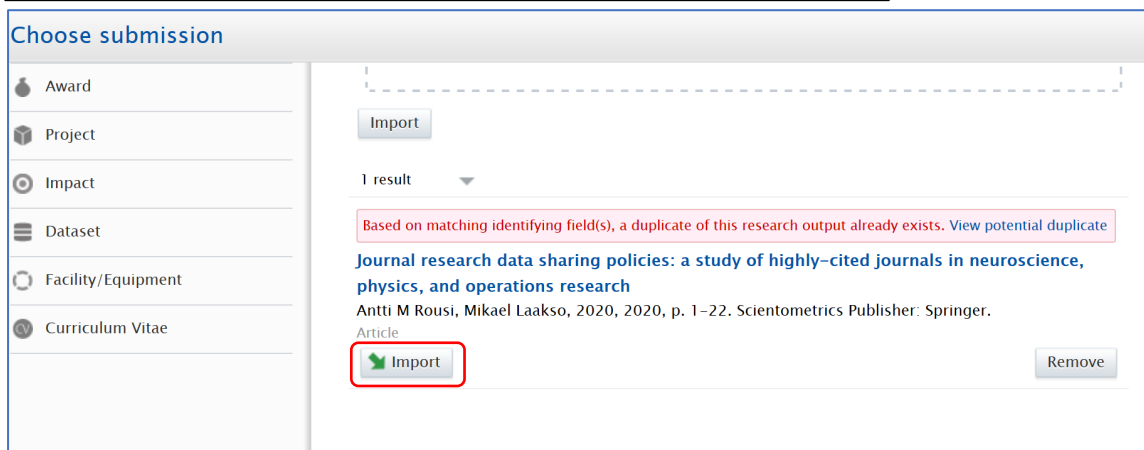 Choose submission
Award
Project
Impact
Dataset
Facility/Equipment
CV Curriculum Vitae
Import
1 result
Based on matching identifying field(s), a duplicate of this research output already exists. View potential duplicate
Journal research data sharing policies: a study of highly-cited journals in neuroscience,
physics, and operations research
Antti M Rousi, Mikael Laakso, 2020, 2020, p. 1-22. Scientometrics Publisher: Springer.
Article
Import
Remove